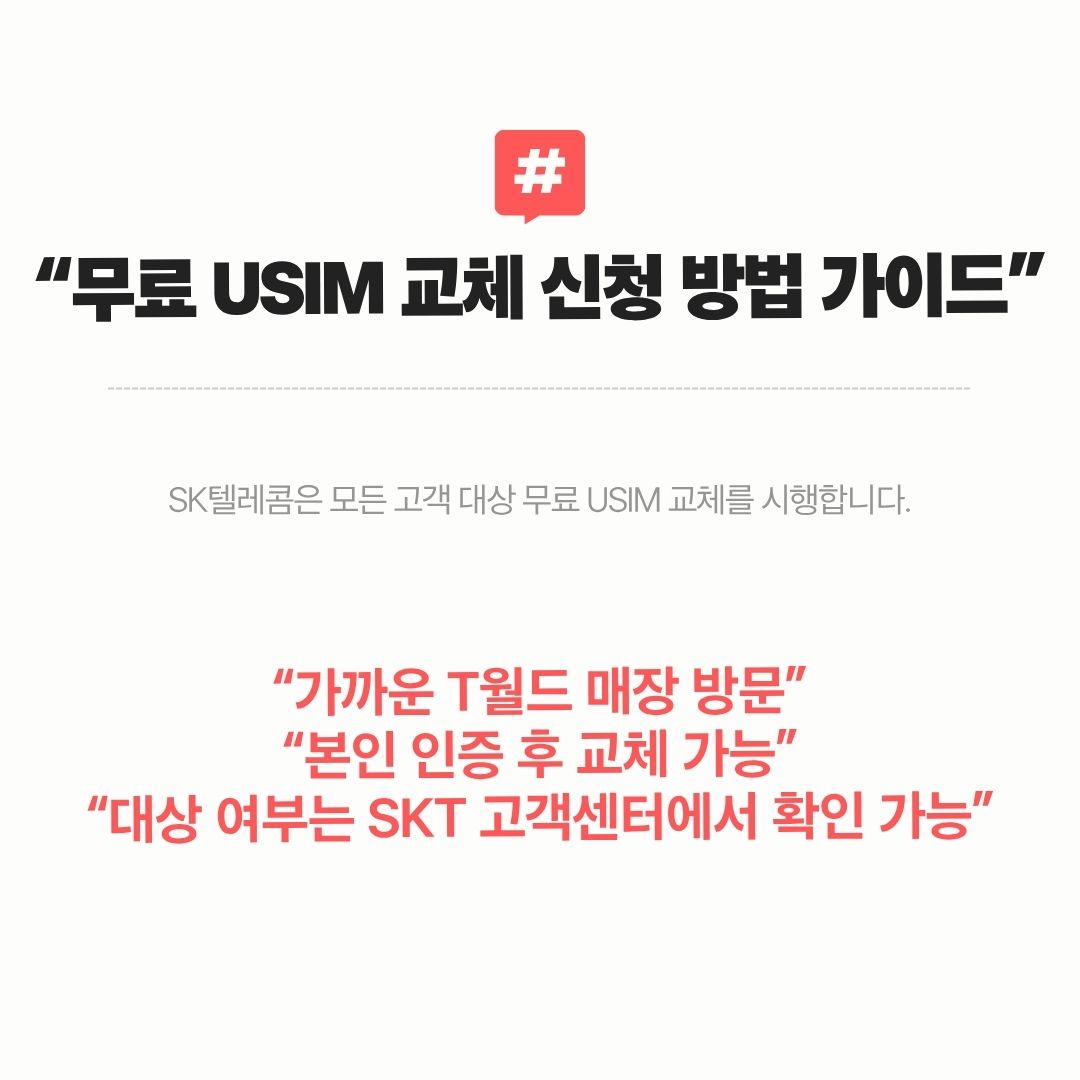 #
“무료 USIM 교체 신청 방법 가이드”
SK텔레콤은 모든 고객 대상 무료 USIM 교체를 시행합니다.
“가까운 T월드 매장 방문”
“본인 인증 후 교체 가능”
“대상 여부는 SKT 고객센터에서 확인 가능”